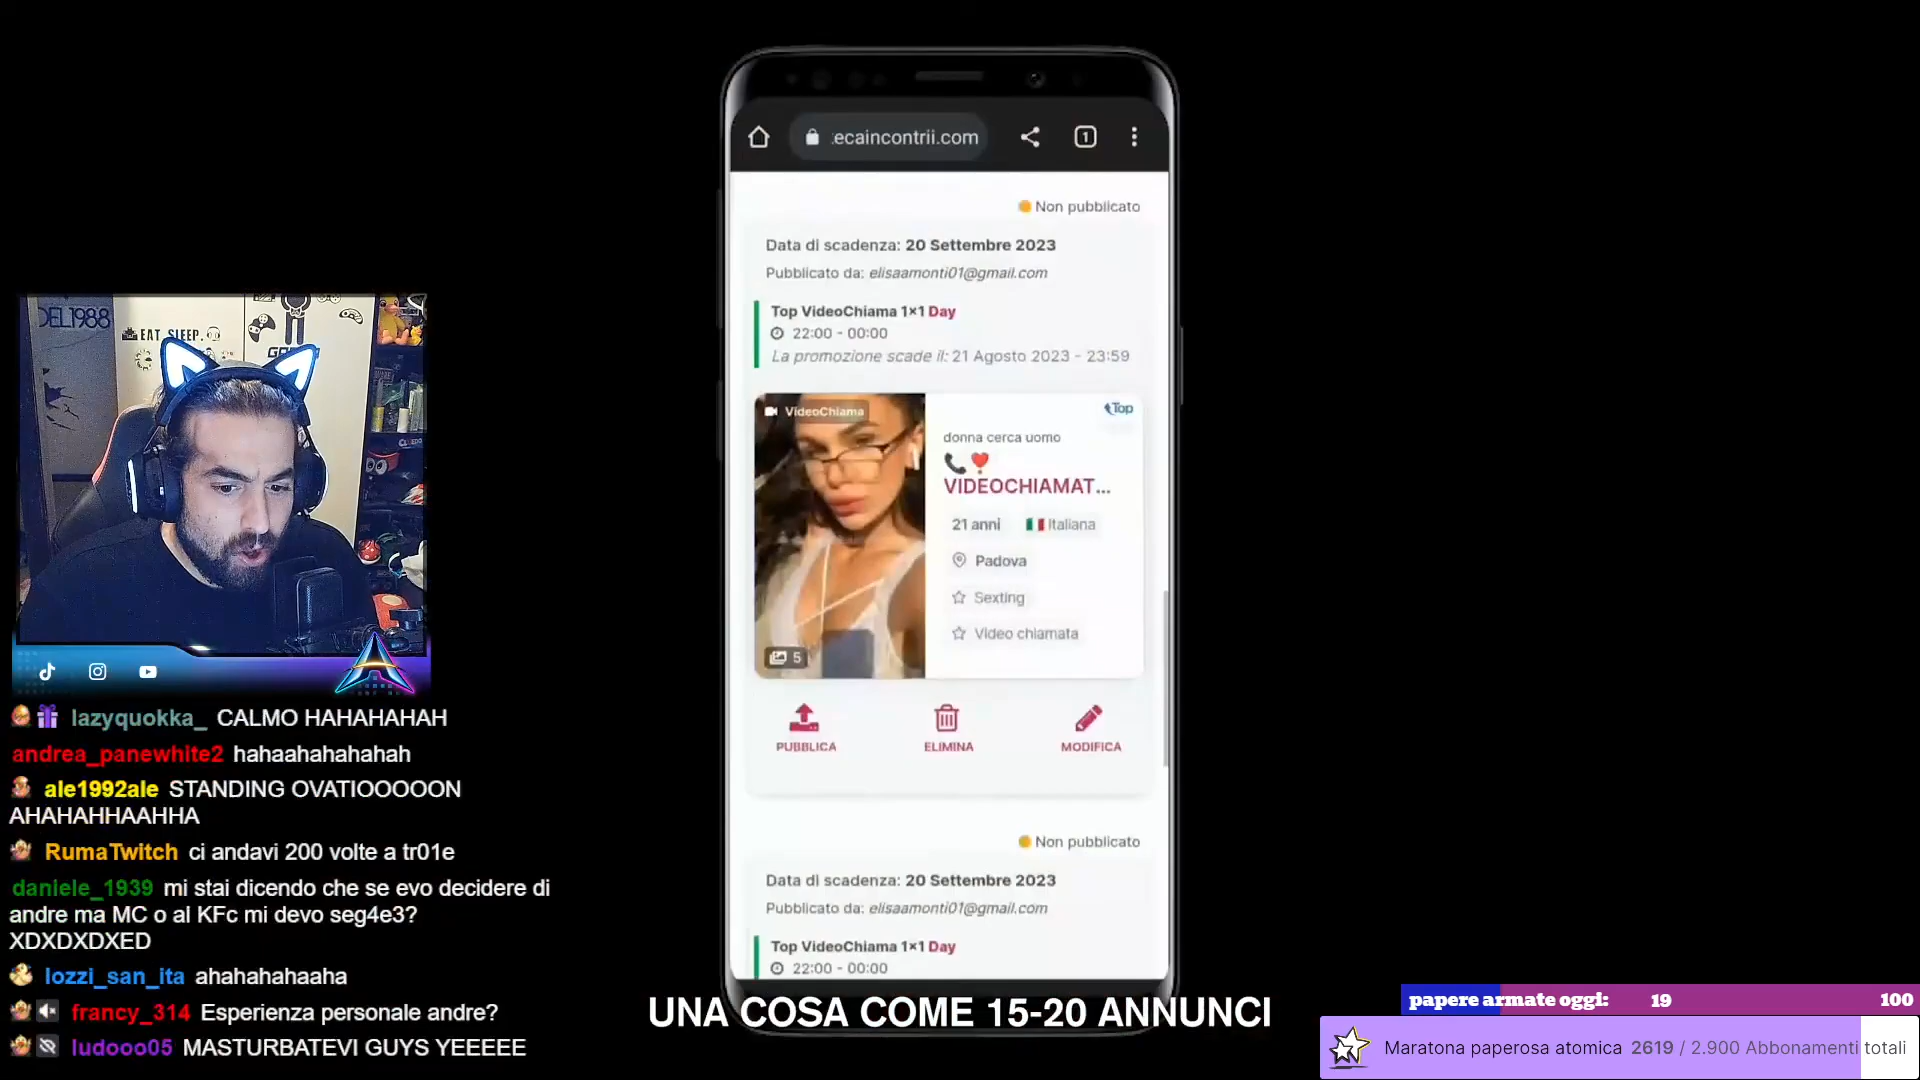 :ecaincontrii.com
1
Non pubblicato
Data di scadenza: 20 Settembre 2023
Pubblicato da: elisaamonti01@gmail.com
Top VideoChiama 1×1 Day
22:00 - 00:00
La promozione scade il: 21 Agosto 2023 - 23:59
VideoChiama
Top
donna cerca uomo
VIDEOCHIAMAT...
21 anni
Italiana
Padova
Sexting
Video chiamata
5
PUBBLICA
ELIMINA
MODIFICA
Non pubblicato
Data di scadenza: 20 Settembre 2023
Pubblicato da: elisaamonti01@gmail.com
Top VideoChiama 1×1 Day
22:00 - 00:00
UNA COSA COME 15-20 ANNUNCI
DEL1988
EAT SLEEP
lazyquokka_ CALMO HAHAHAHAH
andrea_panewhite2 hahaahahahahah
ale1992ale STANDING OVATIOOOOON
AHAHAHHAAHHA
RumaTwitch ci andavi 200 volte a tr01e
daniele_1939 mi stai dicendo che se evo decidere di
andre ma MC o al KFc mi devo seg4e3?
XDXDXDXED
lozzi_san_ita ahahahahaaha
francy_314 Esperienza personale andre?
ludooo05 MASTURBATEVI GUYS YEEEEE
papere armate oggi: 19 100
Maratona paperosa atomica 2619 / 2.900 Abbonamenti totali